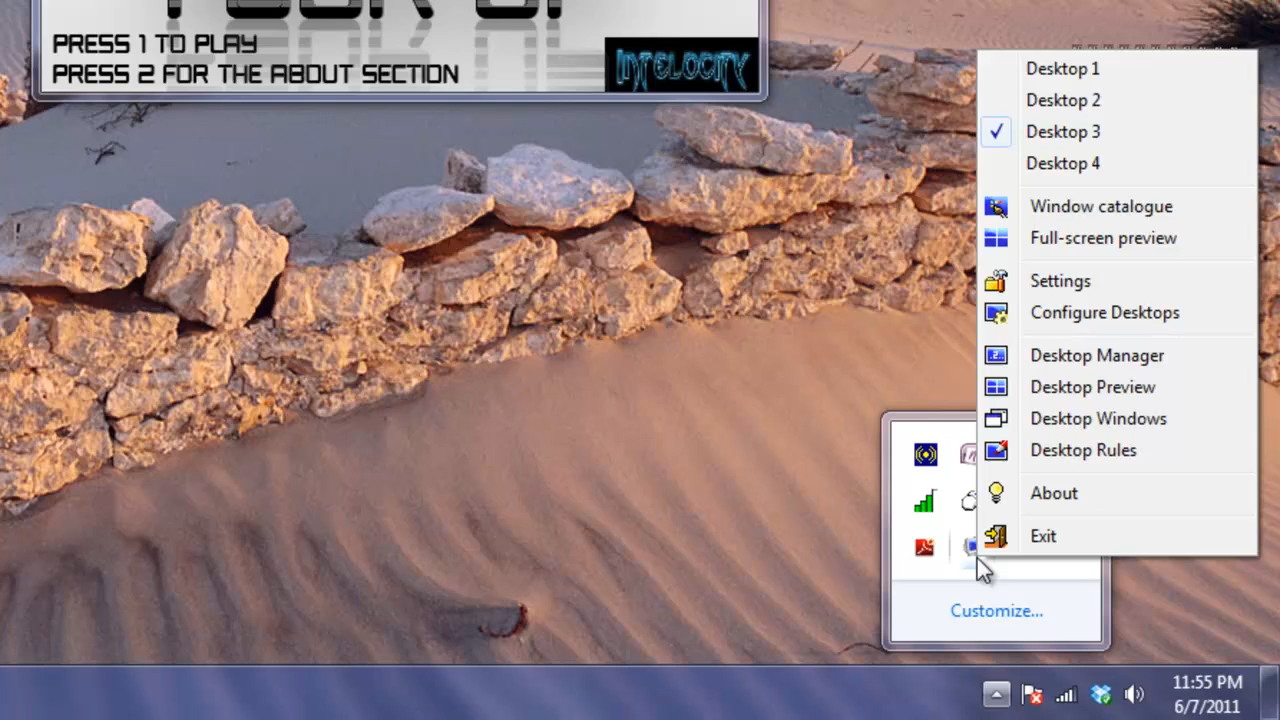 PRESS 1 TO PLAY
PRESS 2 FOR THE ABOUT SECTION
INTELOCITY
Desktop 1
Desktop 2
Desktop 3
Desktop 4
Window catalogue
Full-screen preview
Settings
Configure Desktops
Desktop Manager
Desktop Preview
Desktop Windows
Desktop Rules
About
Exit
Customize...
11:55 PM
6/7/2011